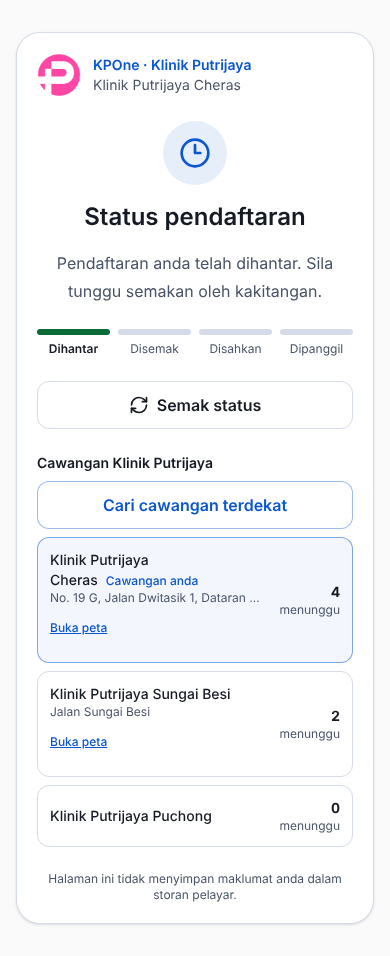 KPOne · Klinik Putrijaya
Klinik Putrijaya Cheras
Status pendaftaran
Pendaftaran anda telah dihantar. Sila
tunggu semakan oleh kakitangan.
Dihantar Disemak Disahkan Dipanggil
Semak status
Cawangan Klinik Putrijaya
Cari cawangan terdekat
Klinik Putrijaya
Cheras Cawangan anda
No. 19 G, Jalan Dwitasik 1, Dataran ...
Buka peta
4
menunggu
Klinik Putrijaya Sungai Besi
Jalan Sungai Besi
Buka peta
2
menunggu
Klinik Putrijaya Puchong
0
menunggu
Halaman ini tidak menyimpan maklumat anda dalam
storan pelayar.